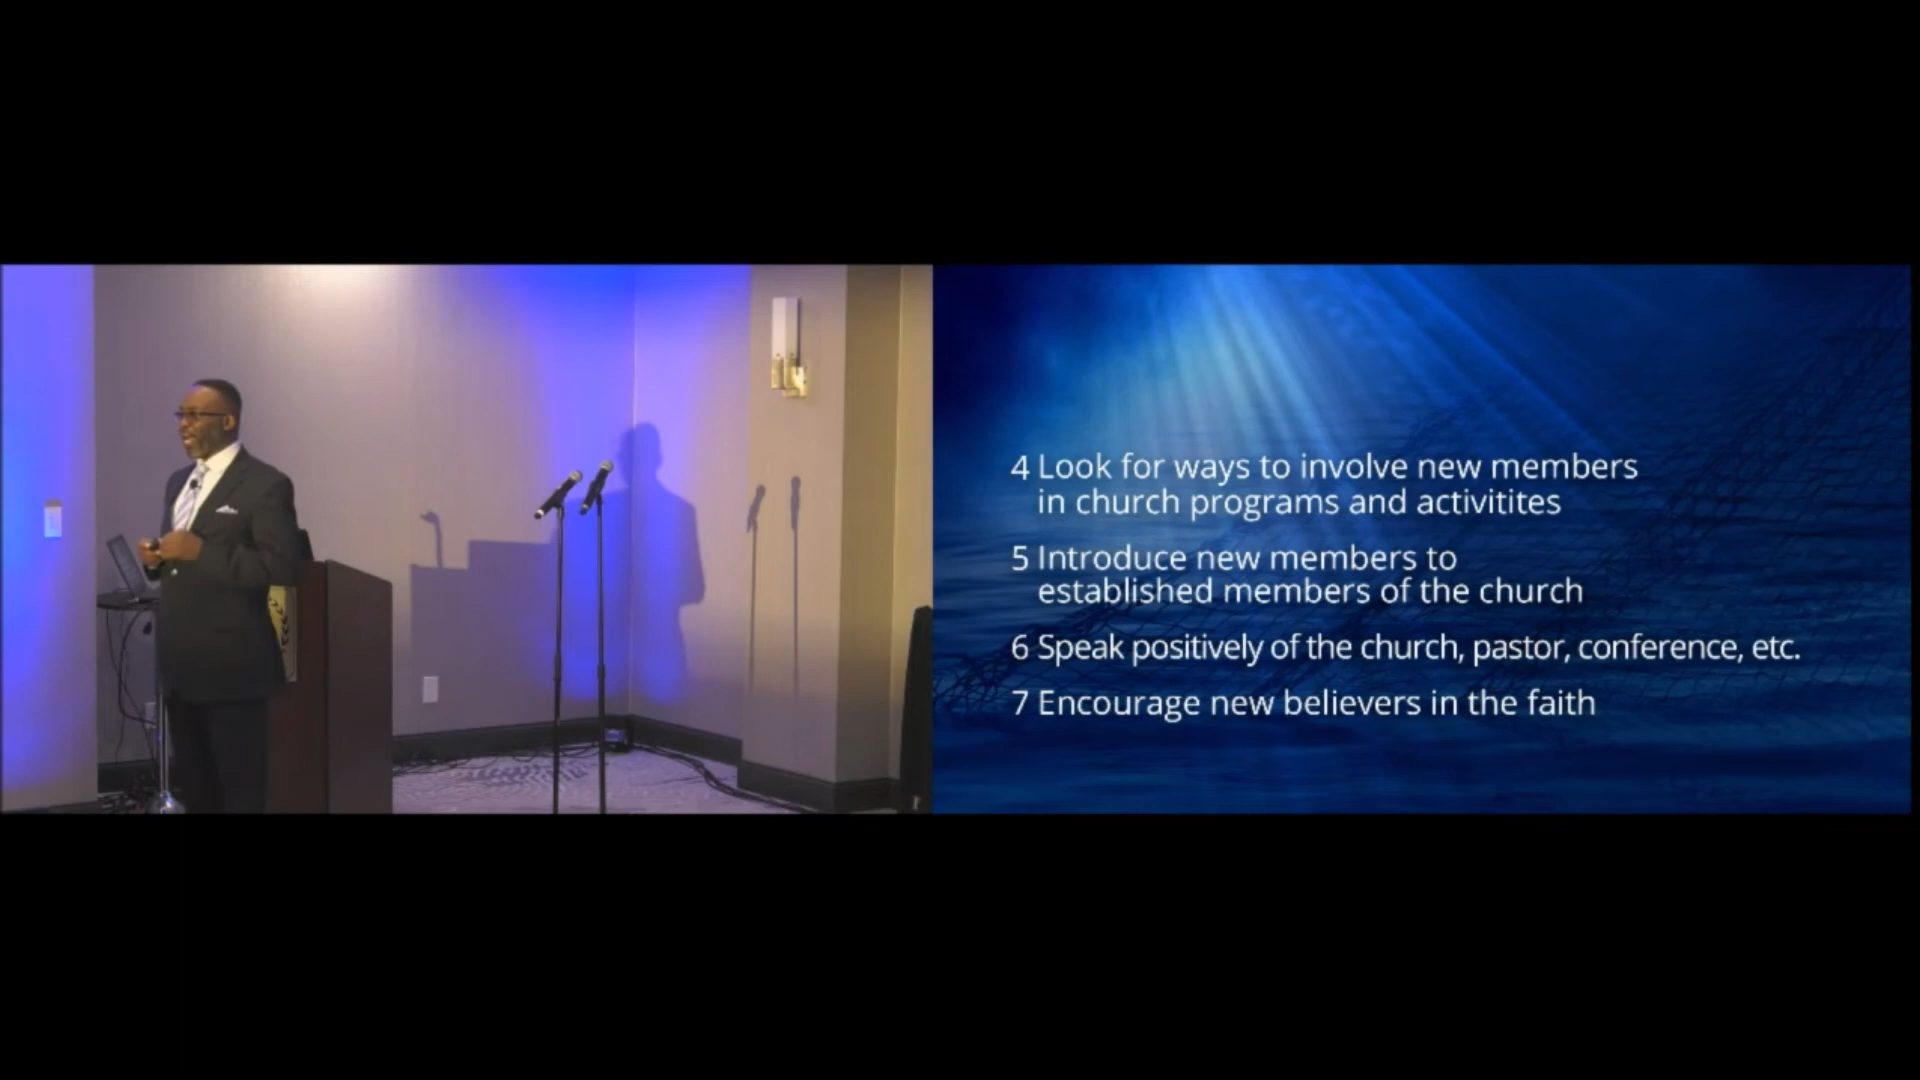 4 Look for ways to involve new members
in church programs and activitites
5 Introduce new members to
established members of the church
6 Speak positively of the church, pastor, conference, etc.
7 Encourage new believers in the faith